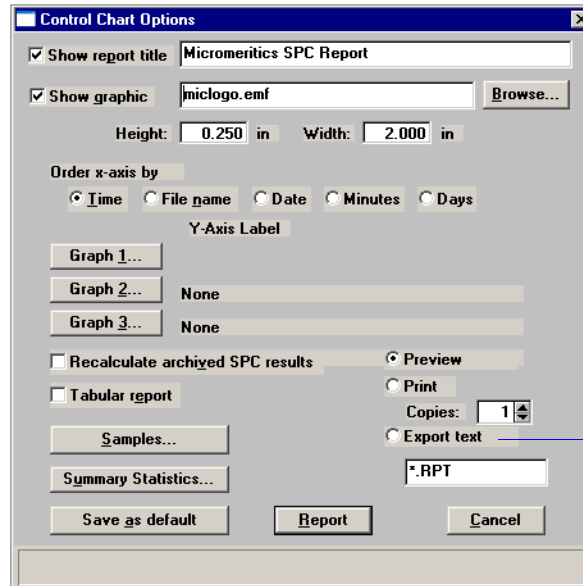 Control Chart Options
Show report title Micromeritics SPC Report
Show graphic miclogo.emf Browse...
Height: 0.250 in Width: 2.000 in
Order x-axis by
Time File name Date Minutes Days
Y-Axis Label
Graph 1...
Graph 2... None
Graph 3... None
Recalculate archived SPC results Preview
Tabular report Print
Copies: 1
Samples... Export text
Summary Statistics... *.RPT
Save as default Report Cancel